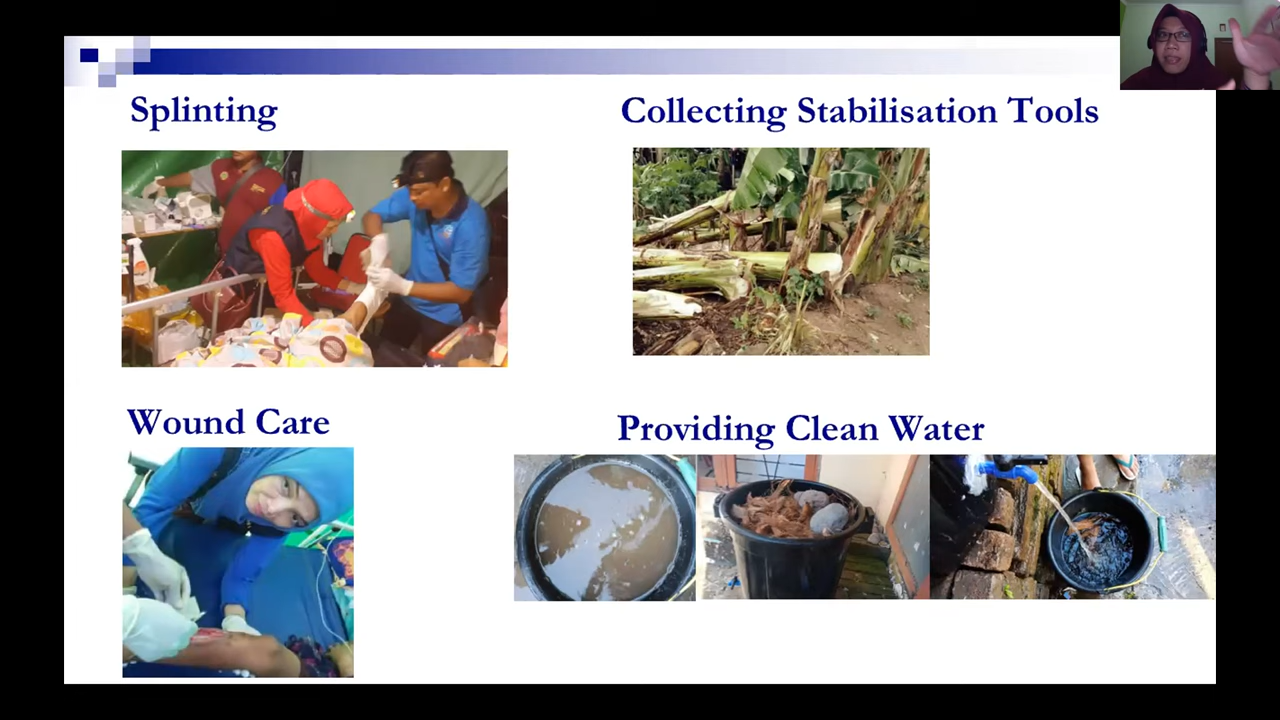 Splinting
Collecting Stabilisation Tools
Wound Care
Providing Clean Water